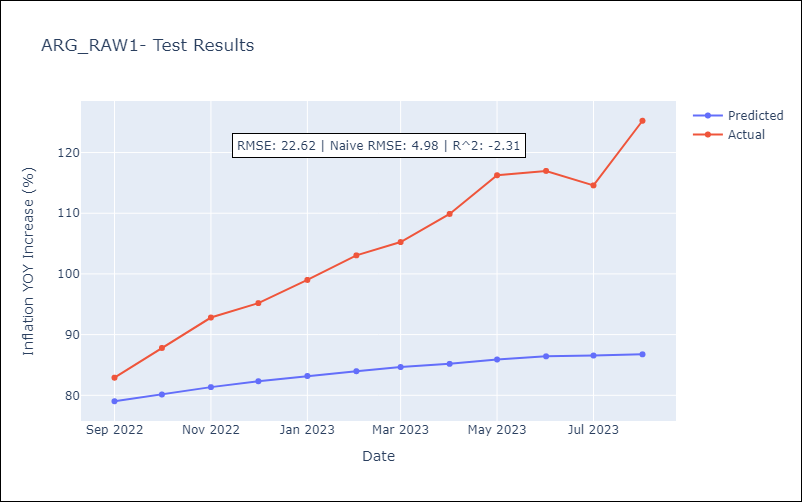 ARG_RAW1- Test Results
Predicted
Actual
RMSE: 22.62 | Naive RMSE: 4.98 | R^2: -2.31
Inflation YOY Increase (%)
120
110
100
90
80
Sep 2022 Nov 2022 Jan 2023 Mar 2023 May 2023 Jul 2023
Date